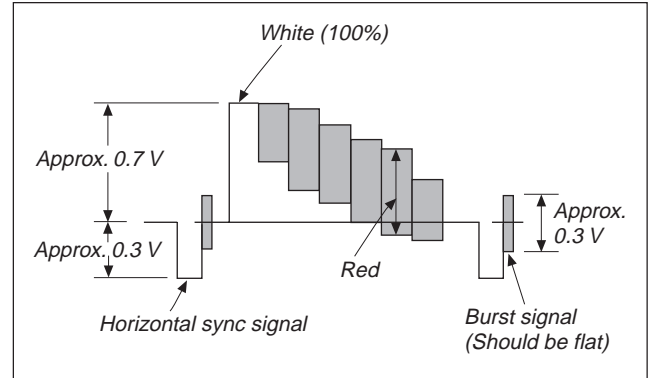 White (100%)
Approx. 0.7 V
Approx.
0.3 V
Approx. 0.3 V
Red
Horizontal sync signal
Burst signal
(Should be flat)